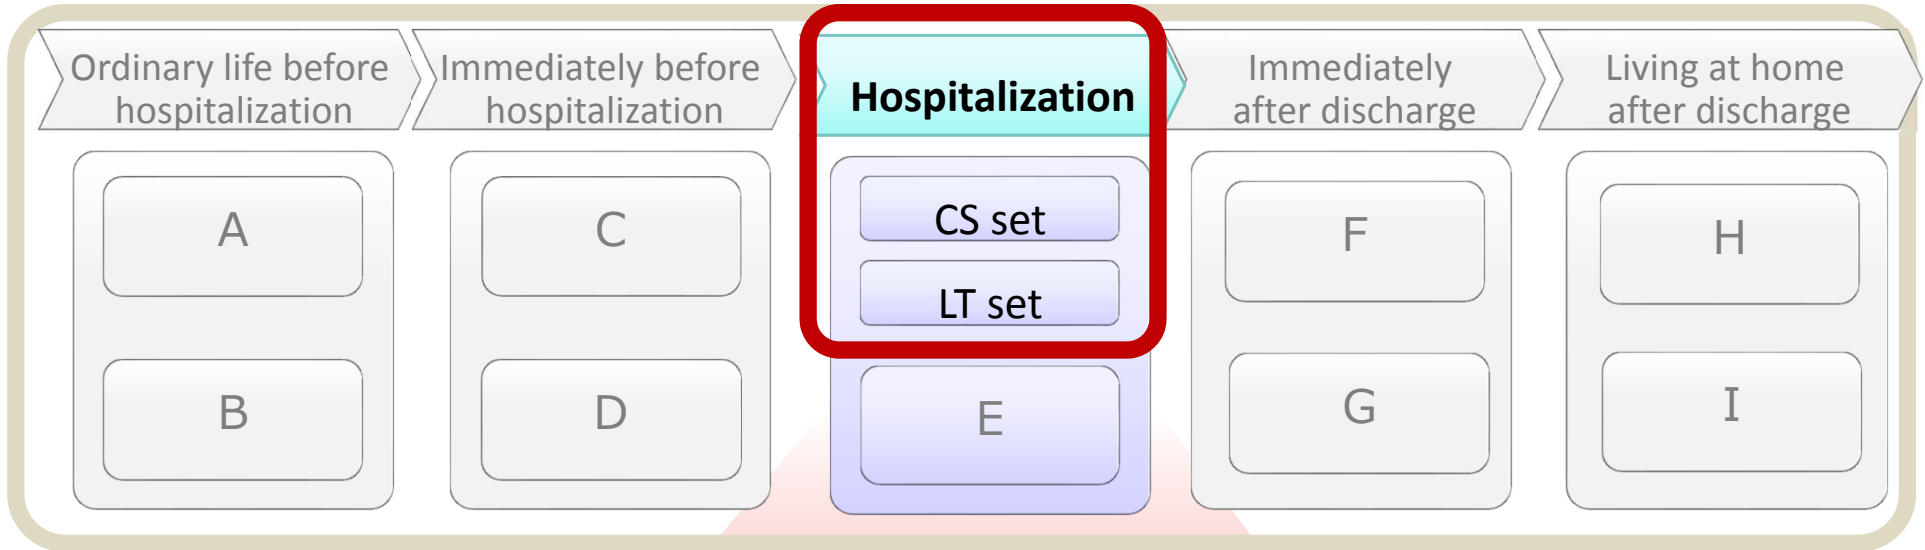 Ordinary life before
hospitalization
Immediately before
hospitalization
Hospitalization
Immediately
after discharge
Living at home
after discharge
A
B
C
D
CS set
LT set
E
F
G
H
I